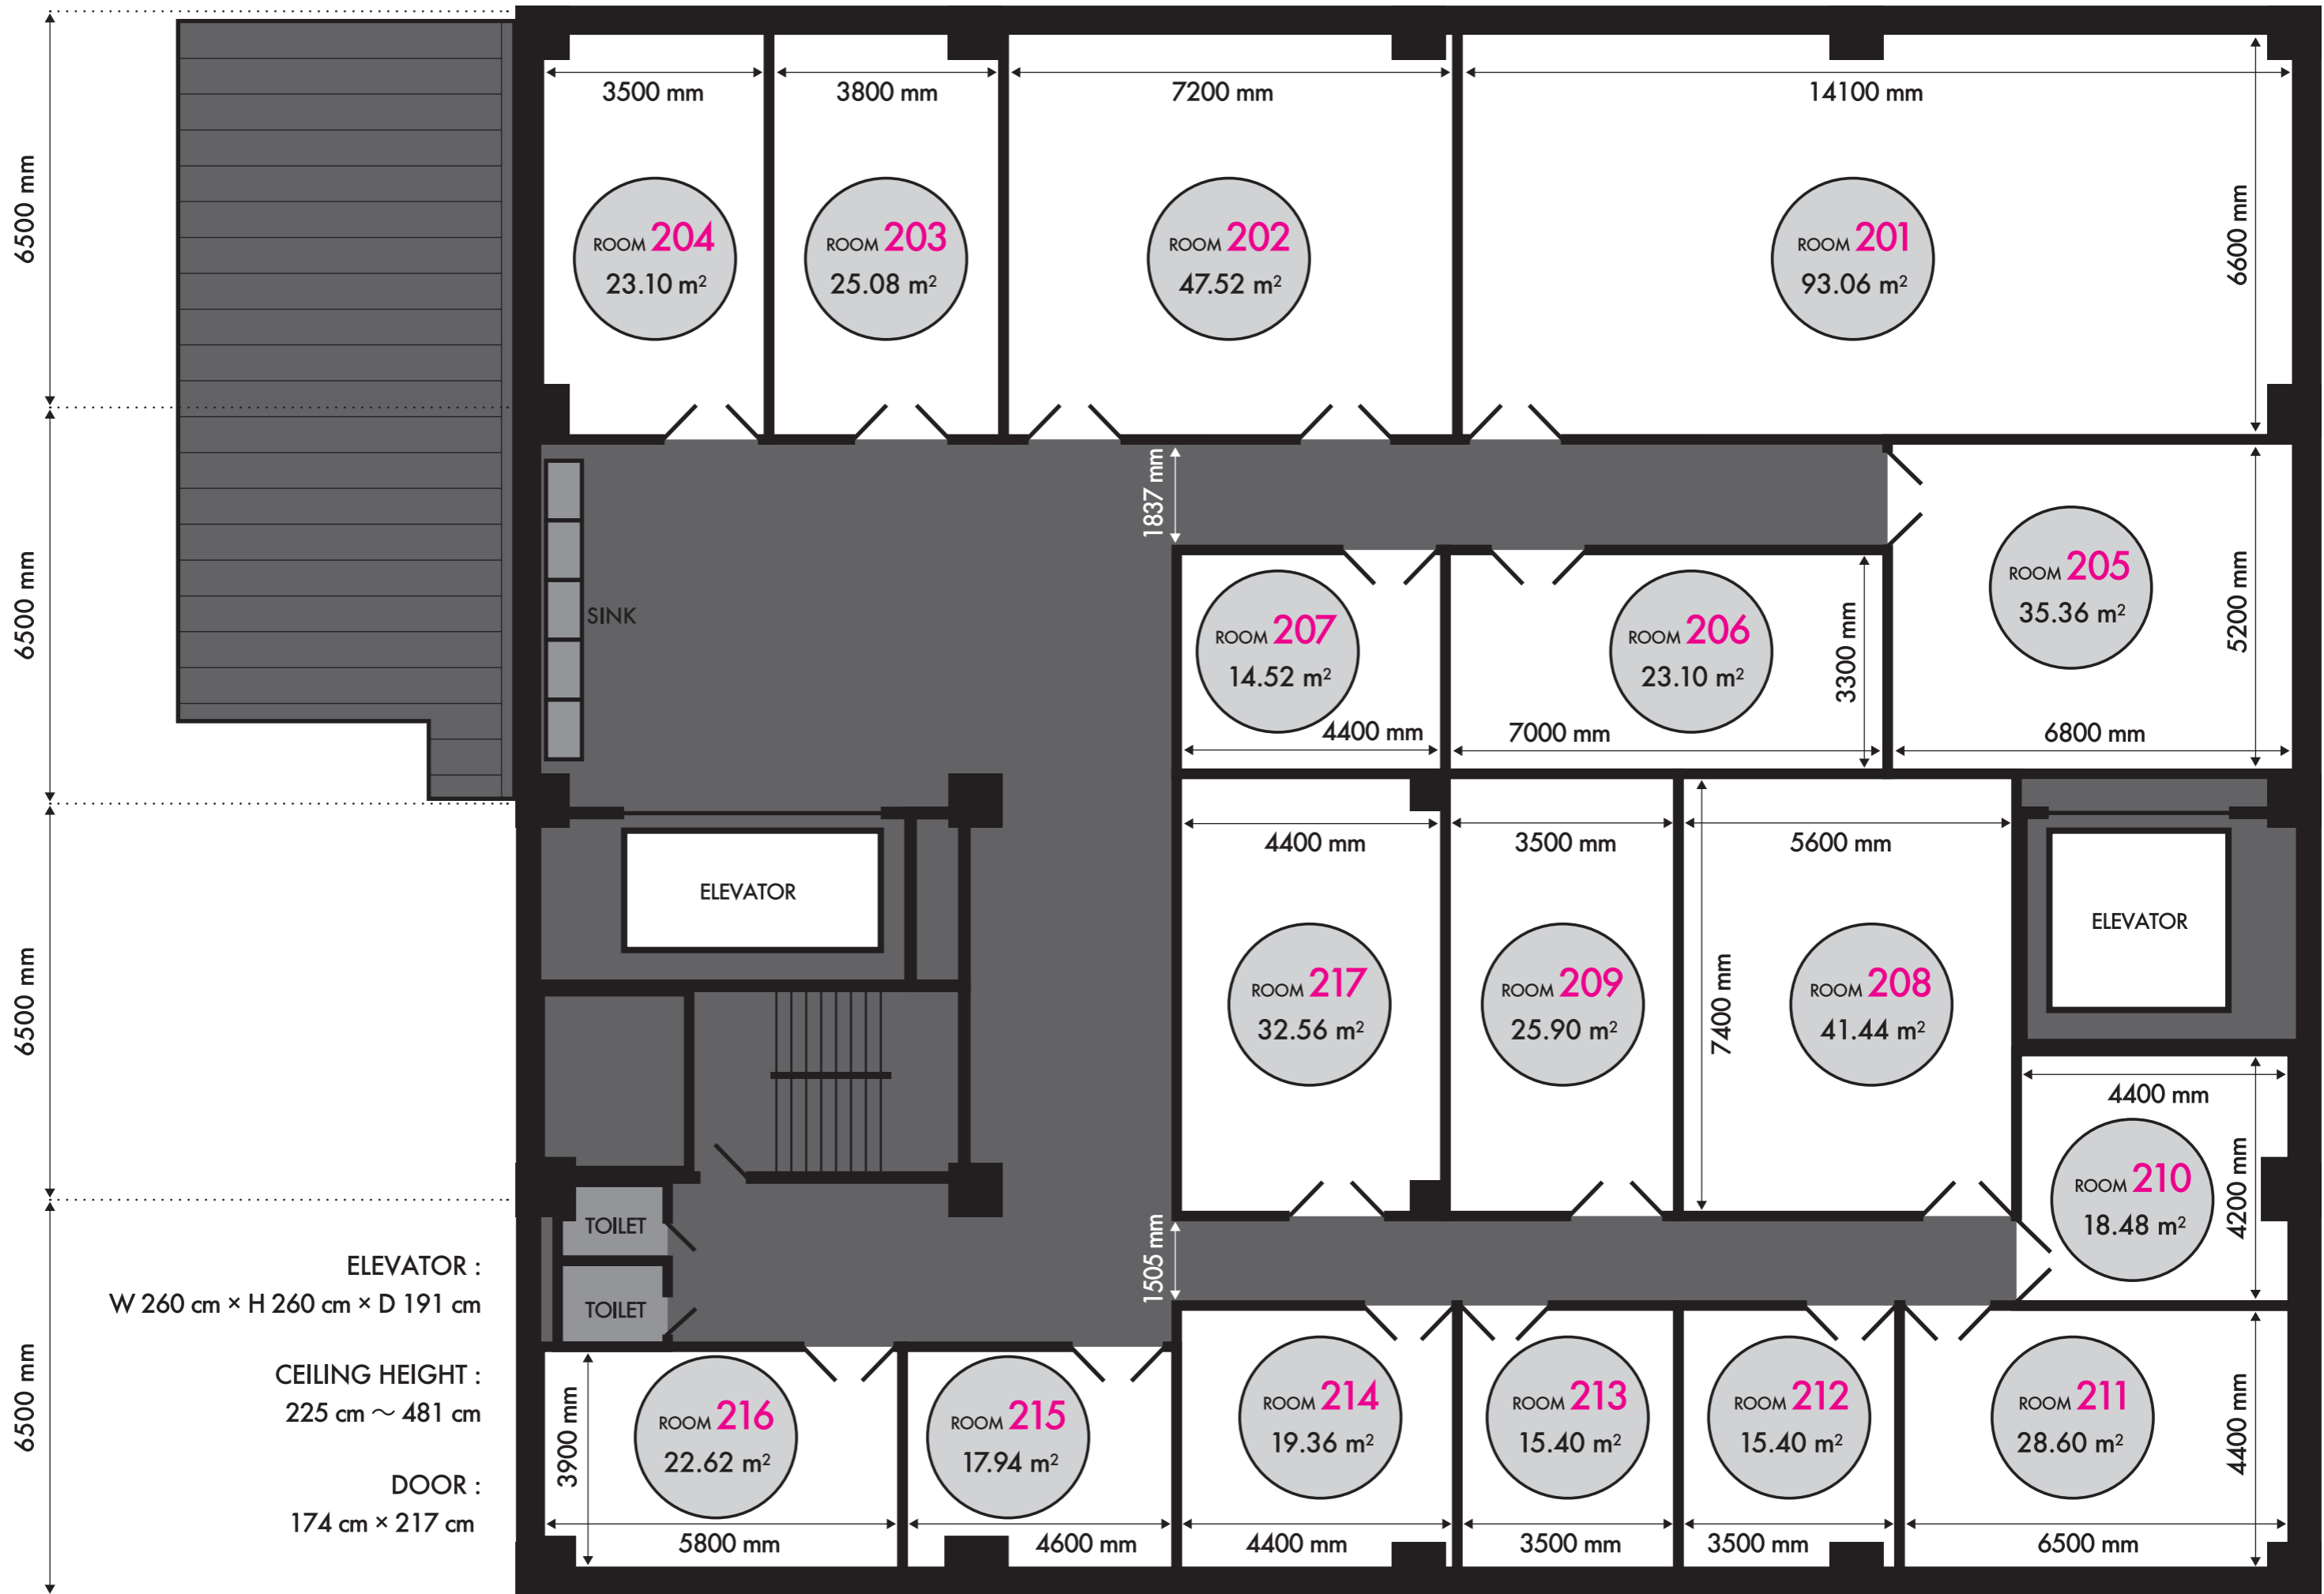 3500 mm
3800 mm
7200 mm
14100 mm
6500 mm
6600 mm
ROOM 204
23.10 m²
ROOM 203
25.08 m²
ROOM 202
47.52 m²
ROOM 201
93.06 m²
1837 mm
6500 mm
SINK
ROOM 207
14.52 m²
4400 mm
ROOM 206
23.10 m²
7000 mm
3300 mm
ROOM 205
35.36 m²
5200 mm
6800 mm
6500 mm
ELEVATOR
4400 mm
3500 mm
5600 mm
ELEVATOR
ROOM 217
32.56 m²
ROOM 209
25.90 m²
7400 mm
ROOM 208
41.44 m²
4400 mm
ROOM 210
18.48 m²
4200 mm
TOILET
TOILET
1505 mm
6500 mm
ELEVATOR :
W 260 cm × H 260 cm × D 191 cm
CEILING HEIGHT :
225 cm ～ 481 cm
DOOR :
174 cm × 217 cm
3900 mm
ROOM 216
22.62 m²
5800 mm
ROOM 215
17.94 m²
4600 mm
ROOM 214
19.36 m²
4400 mm
ROOM 213
15.40 m²
3500 mm
ROOM 212
15.40 m²
3500 mm
ROOM 211
28.60 m²
6500 mm
4400 mm